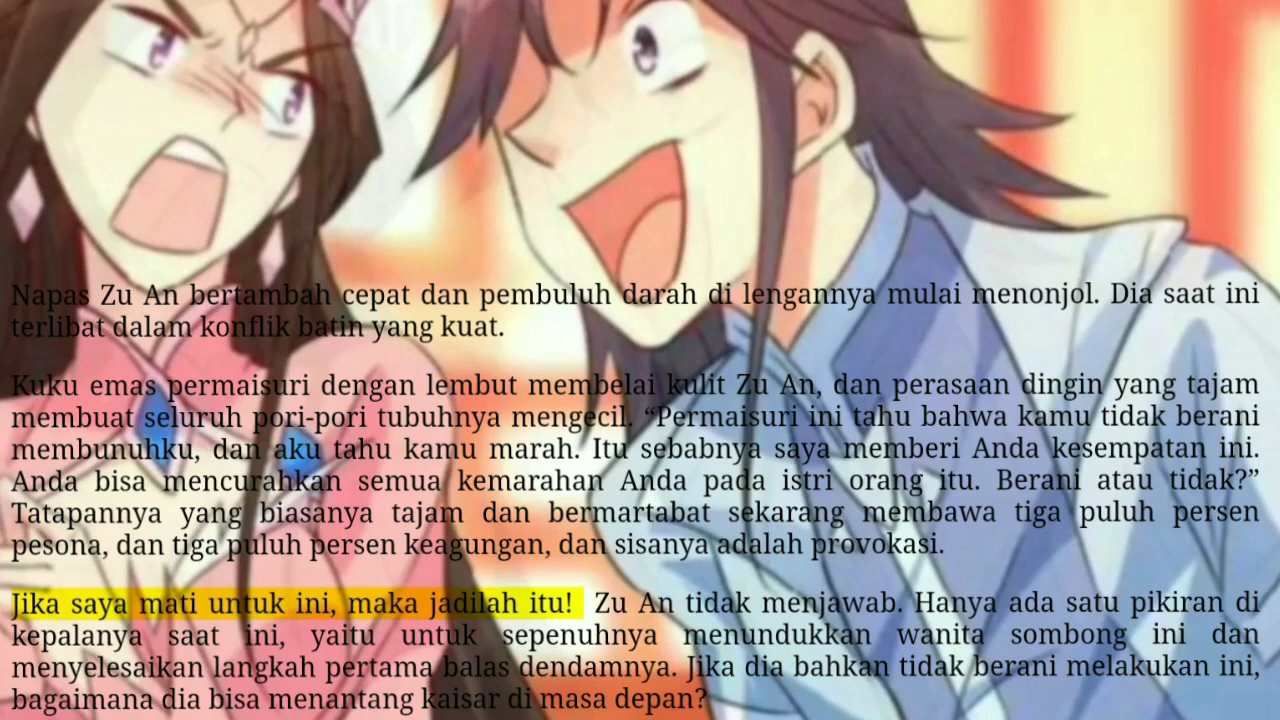 Napas Zu An bertambah cepat dan pembuluh darah di lengannya mulai menonjol. Dia saat ini
terlibat dalam konflik batin yang kuat.
Kuku emas permaisuri dengan lembut membelai kulit Zu An, dan perasaan dingin yang tajam
membuat seluruh pori-pori tubuhnya mengecil. “Permaisuri ini tahu bahwa kamu tidak berani
membunuhku, dan aku tahu kamu marah. Itu sebabnya saya memberi Anda kesempatan ini.
Anda bisa mencurahkan semua kemarahan Anda pada istri orang itu. Berani atau tidak?”
Tatapannya yang biasanya tajam dan bermartabat sekarang membawa tiga puluh persen
pesona, dan tiga puluh persen keagungan, dan sisanya adalah provokasi.
Jika saya mati untuk ini, maka jadilah itu! Zu An tidak menjawab. Hanya ada satu pikiran di
kepalanya saat ini, yaitu untuk sepenuhnya menundukkan wanita sombong ini dan
menyelesaikan langkah pertama balas dendamnya. Jika dia bahkan tidak berani melakukan ini,
bagaimana dia bisa menantang kaisar di masa depan?